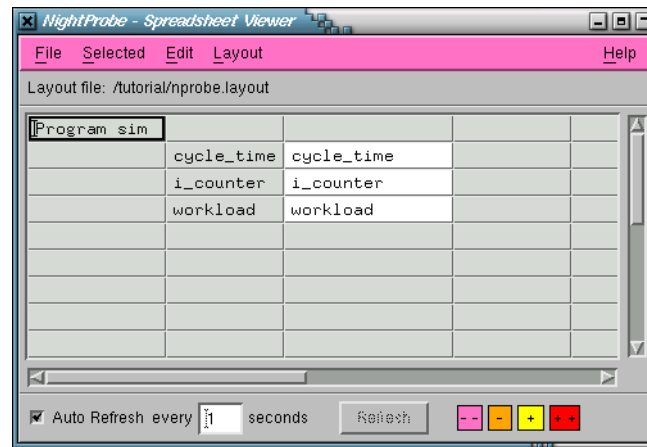 NightProbe - Spreadsheet Viewer
File Selected Edit Layout Help
Layout file: /tutorial/nprobe.layout
Program sim
cycle_time cycle_time
i_counter i_counter
workload workload
Auto Refresh every 1 seconds Refresh -- - + ++